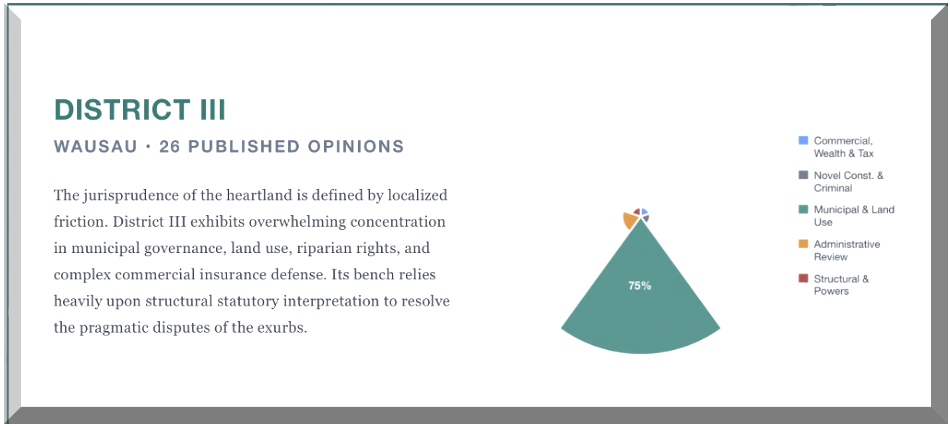 DISTRICT III
WAUSAU · 26 PUBLISHED OPINIONS
The jurisprudence of the heartland is defined by localized
friction. District III exhibits overwhelming concentration
in municipal governance, land use, riparian rights, and
complex commercial insurance defense. Its bench relies
heavily upon structural statutory interpretation to resolve
the pragmatic disputes of the exurbs.
75%
Commercial,
Wealth & Tax
Novel Const. &
Criminal
Municipal & Land
Use
Administrative
Review
Structural &
Powers